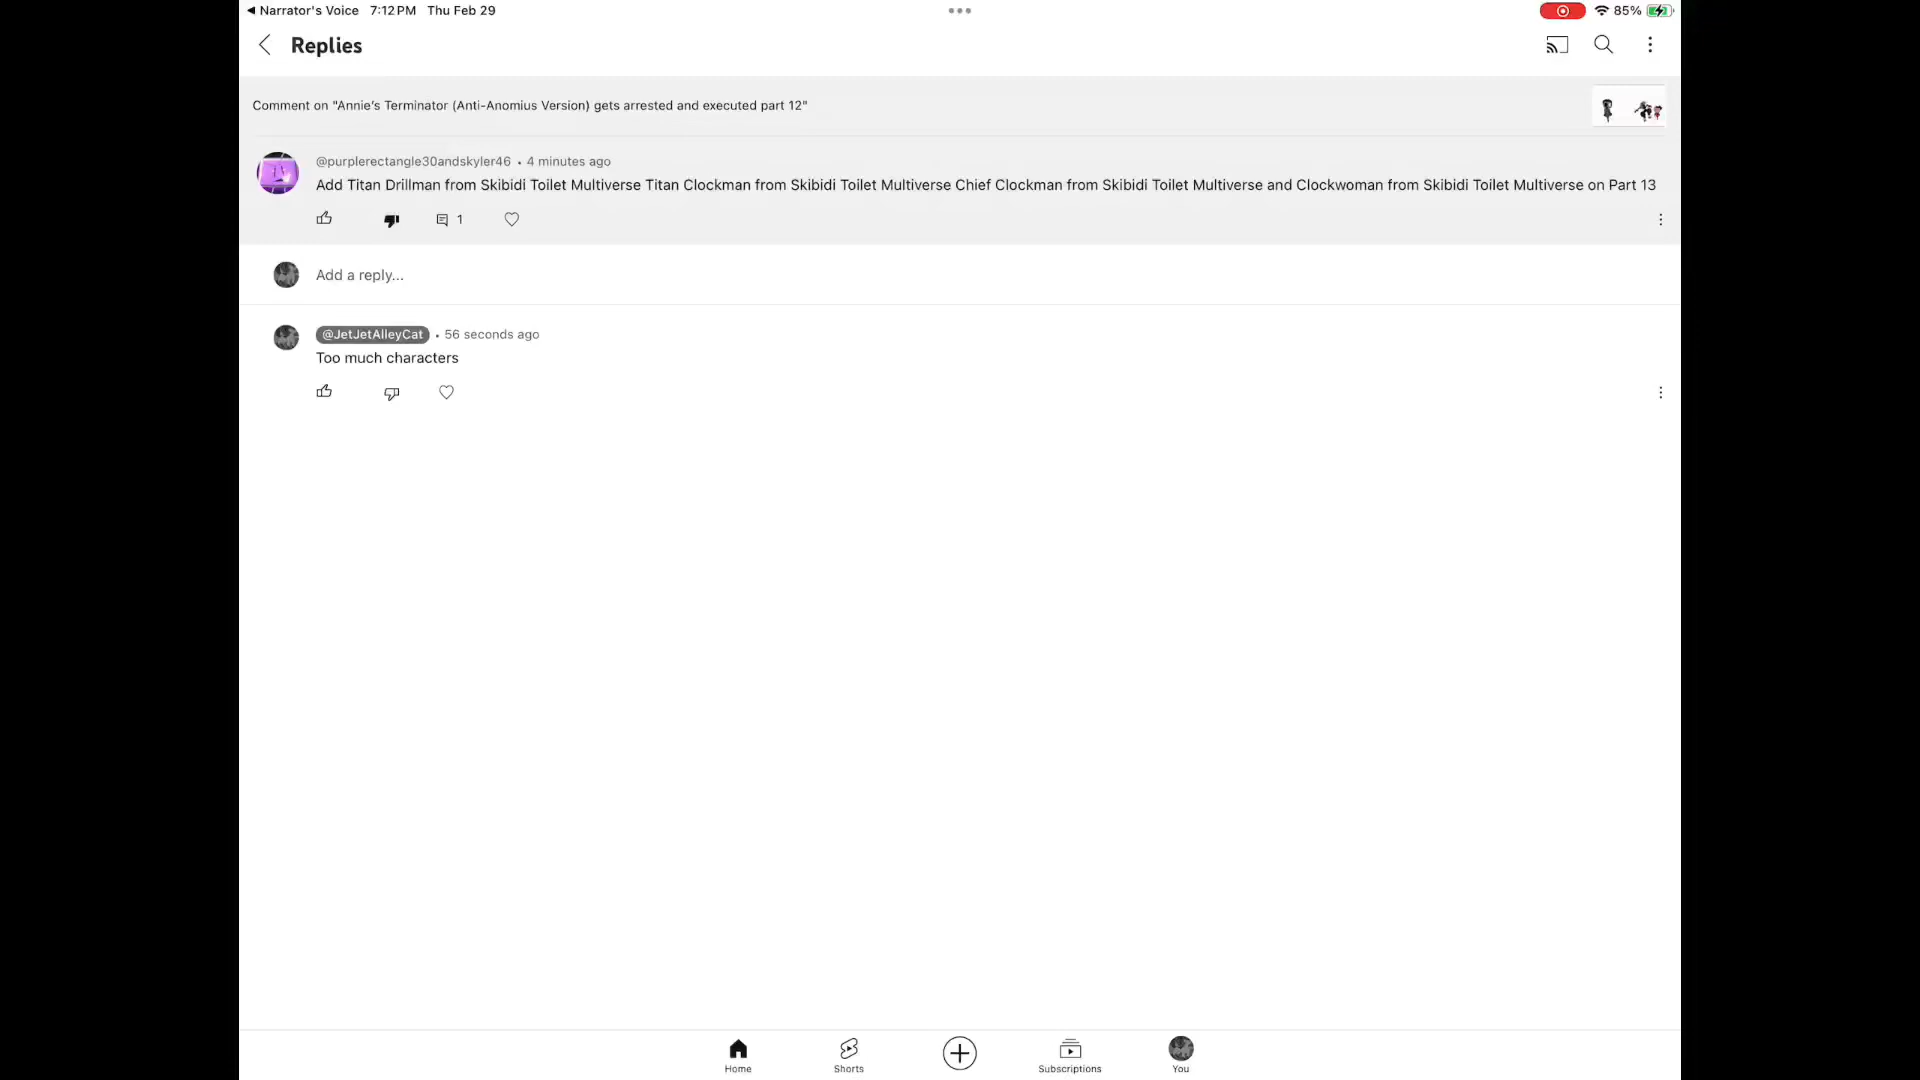 ◀ Narrator's Voice 7:12 PM Thu Feb 29
85%
Replies
Comment on "Annie's Terminator (Anti-Anomius Version) gets arrested and executed part 12"
@purplerectangle30andskyler46 • 4 minutes ago
Add Titan Drillman from Skibidi Toilet Multiverse Titan Clockman from Skibidi Toilet Multiverse Chief Clockman from Skibidi Toilet Multiverse and Clockwoman from Skibidi Toilet Multiverse on Part 13
1
Add a reply...
@JetJetAlleyCat • 56 seconds ago
Too much characters
Home
Shorts
Subscriptions
You